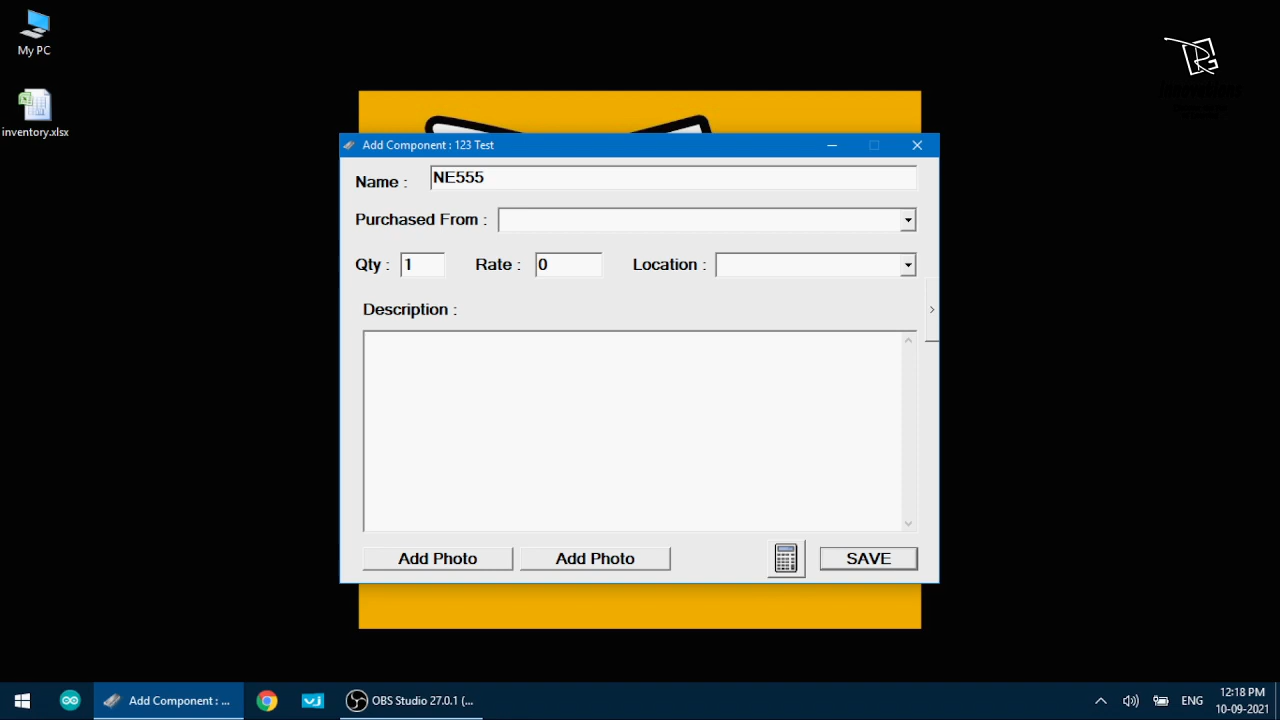 My PC
inventory.xlsx
Add Component : 123 Test
Name :
NE555
Purchased From :
Qty :
1
Rate :
0
Location :
Description :
Add Photo
Add Photo
SAVE
Add Component : ...
OBS Studio 27.0.1 (...
ENG
12:18 PM
10-09-2021